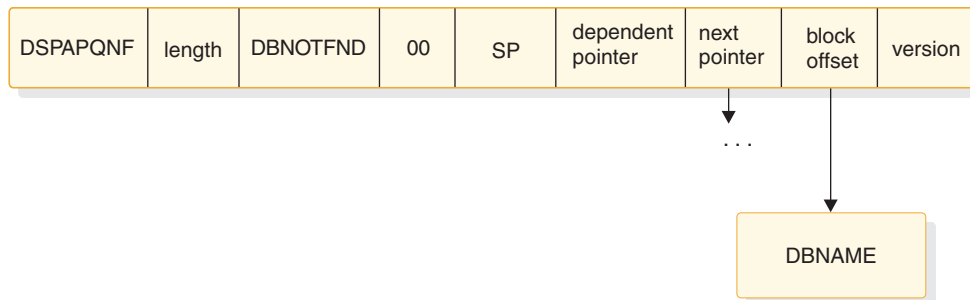 DSPAPQNF
length
DBNOTFND
00
SP
dependent
pointer
next
pointer
block
offset
version
. . .
DBNAME